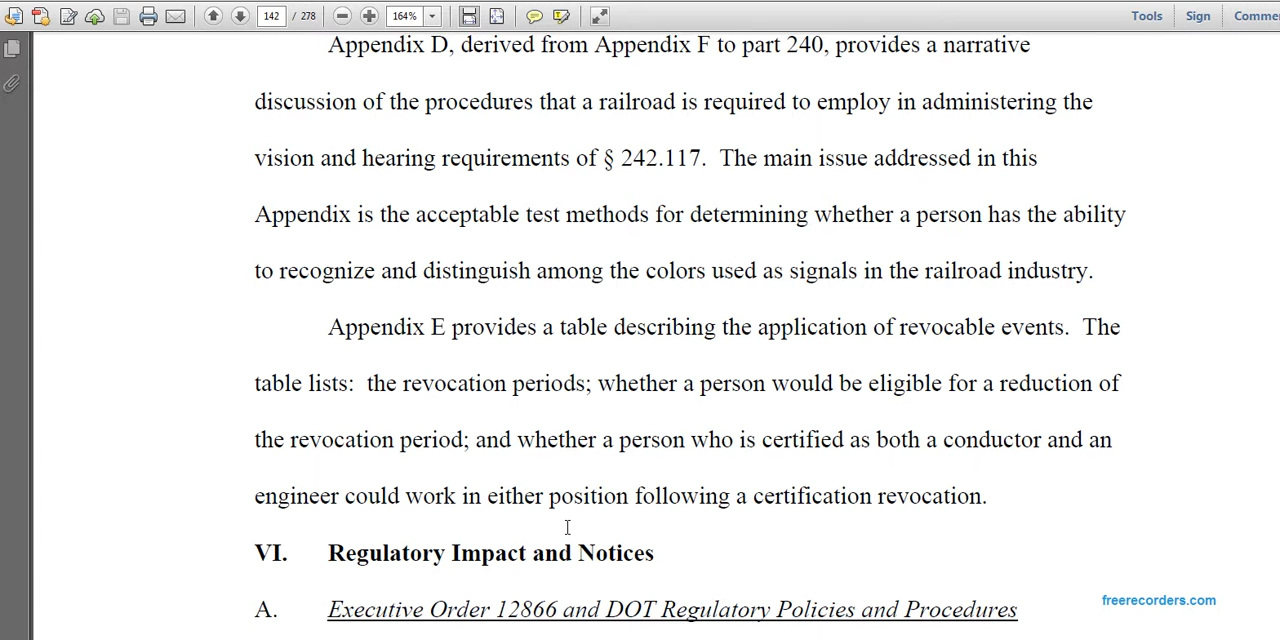 142 / 278 164% Tools Sign Comme
Appendix D, derived from Appendix F to part 240, provides a narrative
discussion of the procedures that a railroad is required to employ in administering the
vision and hearing requirements of § 242.117.  The main issue addressed in this
Appendix is the acceptable test methods for determining whether a person has the ability
to recognize and distinguish among the colors used as signals in the railroad industry.
Appendix E provides a table describing the application of revocable events.  The
table lists:  the revocation periods; whether a person would be eligible for a reduction of
the revocation period; and whether a person who is certified as both a conductor and an
engineer could work in either position following a certification revocation.
VI. Regulatory Impact and Notices
freerecorders.com
A. Executive Order 12866 and DOT Regulatory Policies and Procedures